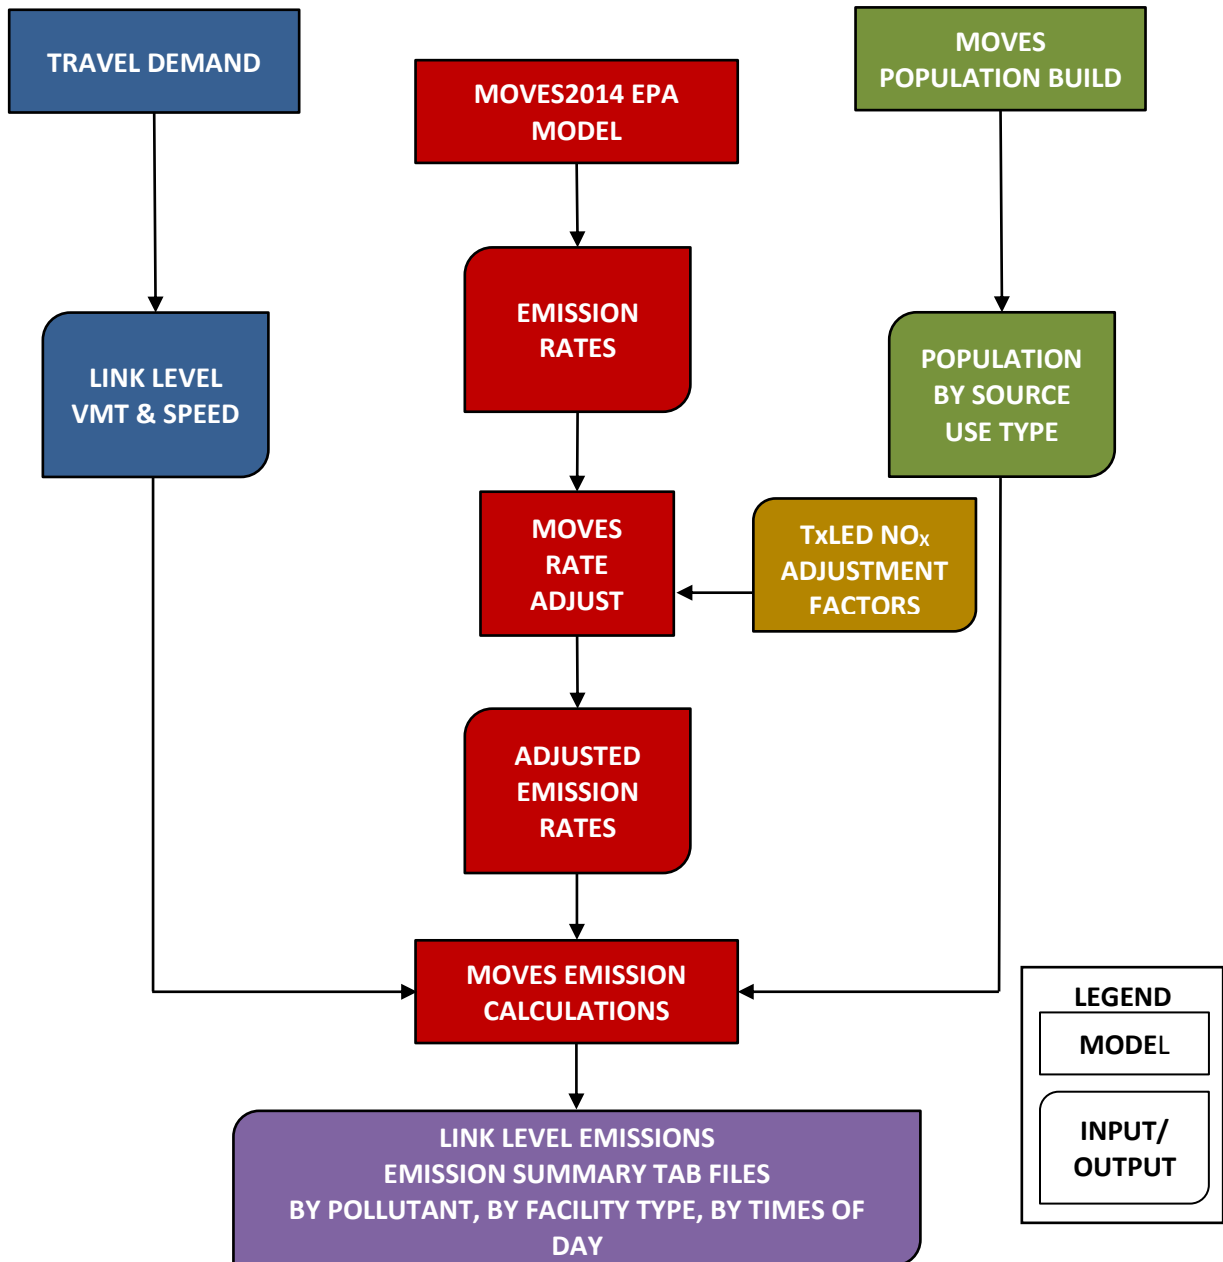 TRAVEL DEMAND
MOVES2014 EPA
MODEL
MOVES
POPULATION BUILD
EMISSION
RATES
LINK LEVEL
VMT & SPEED
POPULATION
BY SOURCE
USE TYPE
MOVES
RATE
ADJUST
TxLED NOX
ADJUSTMENT
FACTORS
ADJUSTED
EMISSION
RATES
MOVES EMISSION
CALCULATIONS
LINK LEVEL EMISSIONS
EMISSION SUMMARY TAB FILES
BY POLLUTANT, BY FACILITY TYPE, BY TIMES OF
DAY
LEGEND
MODEL
INPUT/
OUTPUT